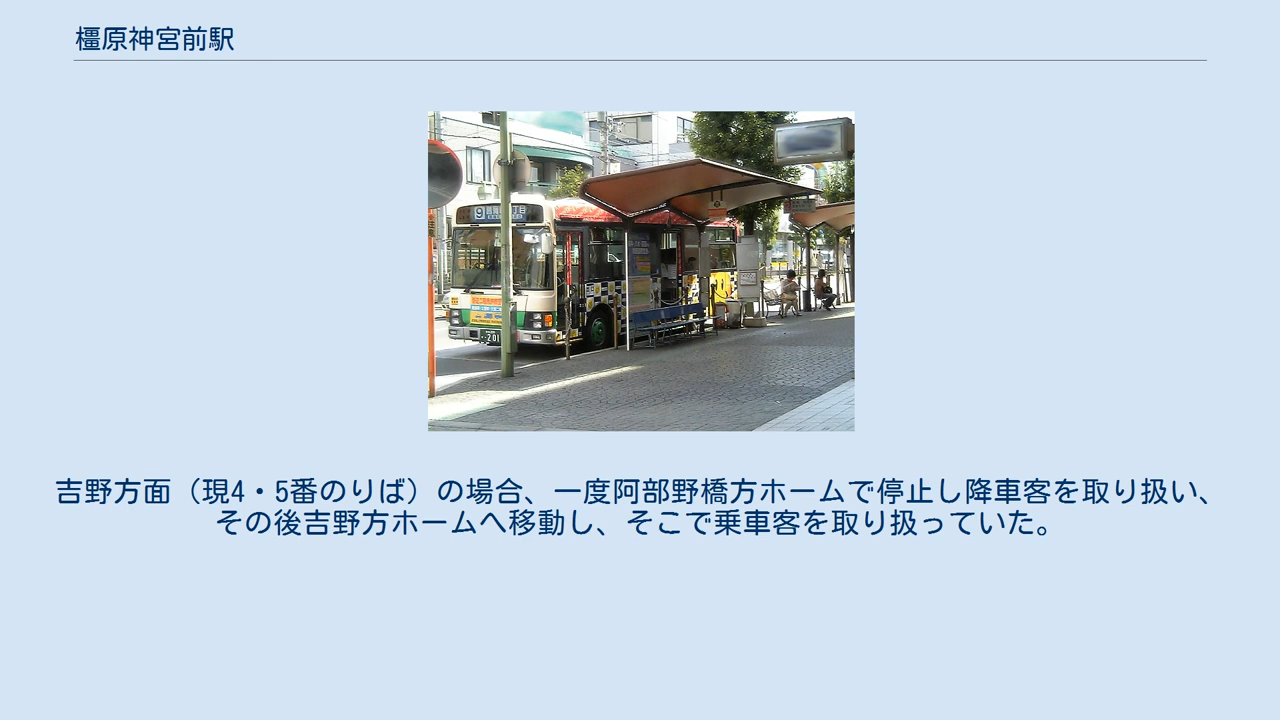 橿原神宮前駅
9
201
吉野方面（現4・5番のりば）の場合、一度阿部野橋方ホームで停止し降車客を取り扱い、
その後吉野方ホームへ移動し、そこで乗車客を取り扱っていた。